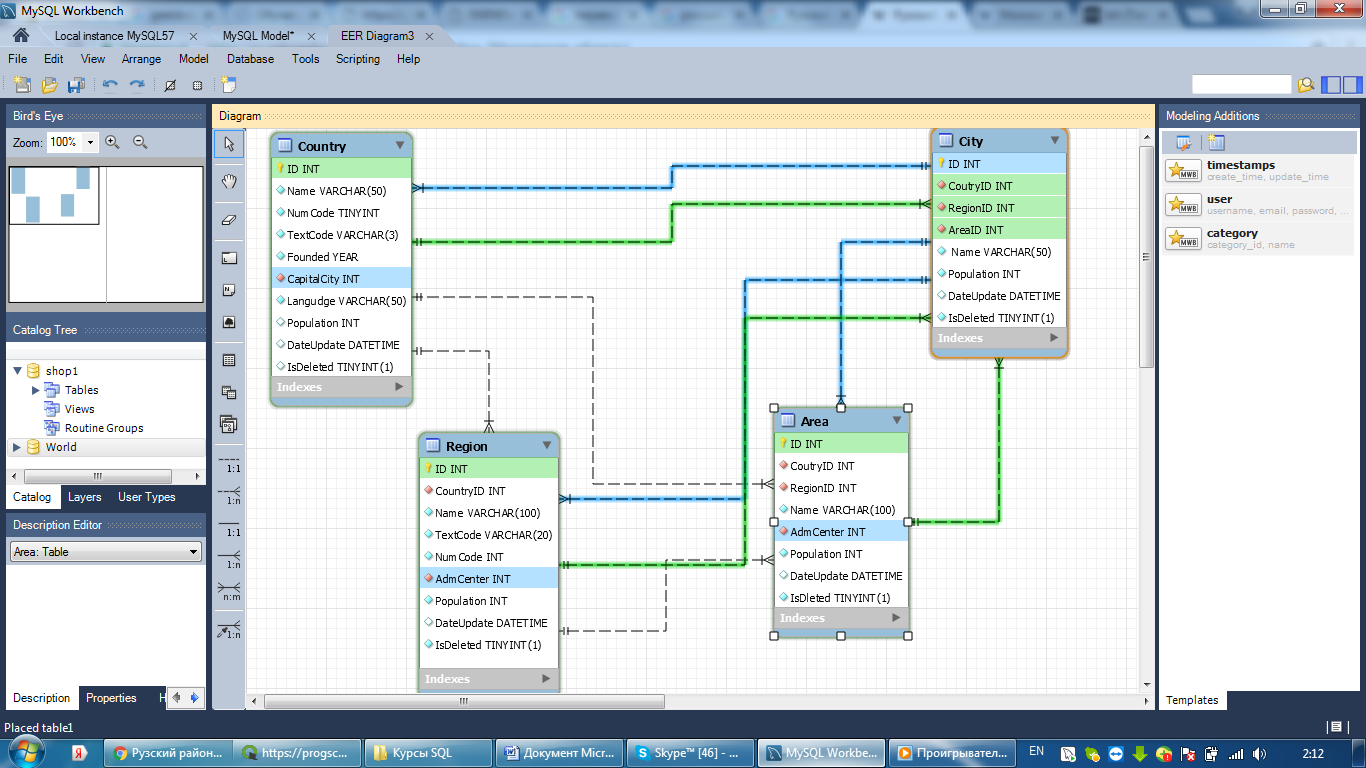 MySQL Workbench
Local instance MySQL57
MySQL Model*
EER Diagram3
File Edit View Arrange Model Database Tools Scripting Help
Bird's Eye
Zoom: 100%
Catalog Tree
shop1
Tables
Views
Routine Groups
World
Catalog Layers User Types
Description Editor
Area: Table
Description Properties H
1:1
1:n
1:1
1:n
n:m
1:n
Diagram
Country
ID INT
Name VARCHAR(50)
NumCode TINYINT
TextCode VARCHAR(3)
Founded YEAR
CapitalCity INT
Langudge VARCHAR(50)
Population INT
DateUpdate DATETIME
IsDeleted TINYINT(1)
Indexes
City
ID INT
CoutryID INT
RegionID INT
AreaID INT
Name VARCHAR(50)
Population INT
DateUpdate DATETIME
IsDeleted TINYINT(1)
Indexes
Region
ID INT
CountryID INT
Name VARCHAR(100)
TextCode VARCHAR(20)
NumCode INT
AdmCenter INT
Population INT
DateUpdate DATETIME
IsDeleted TINYINT(1)
Indexes
Area
ID INT
CoutryID INT
RegionID INT
Name VARCHAR(100)
AdmCenter INT
Population INT
DateUpdate DATETIME
IsDleted TINYINT(1)
Indexes
Modeling Additions
MWB
timestamps
create_time, update_time
MWB
user
username, email, password, ...
MWB
category
category_id, name
Templates
Placed table1
Я
Рузский район...
https://progsc...
Курсы SQL
Документ Micr...
Skype™ [46] - ...
MySQL Workbe...
Проигрывател...
EN
2:12